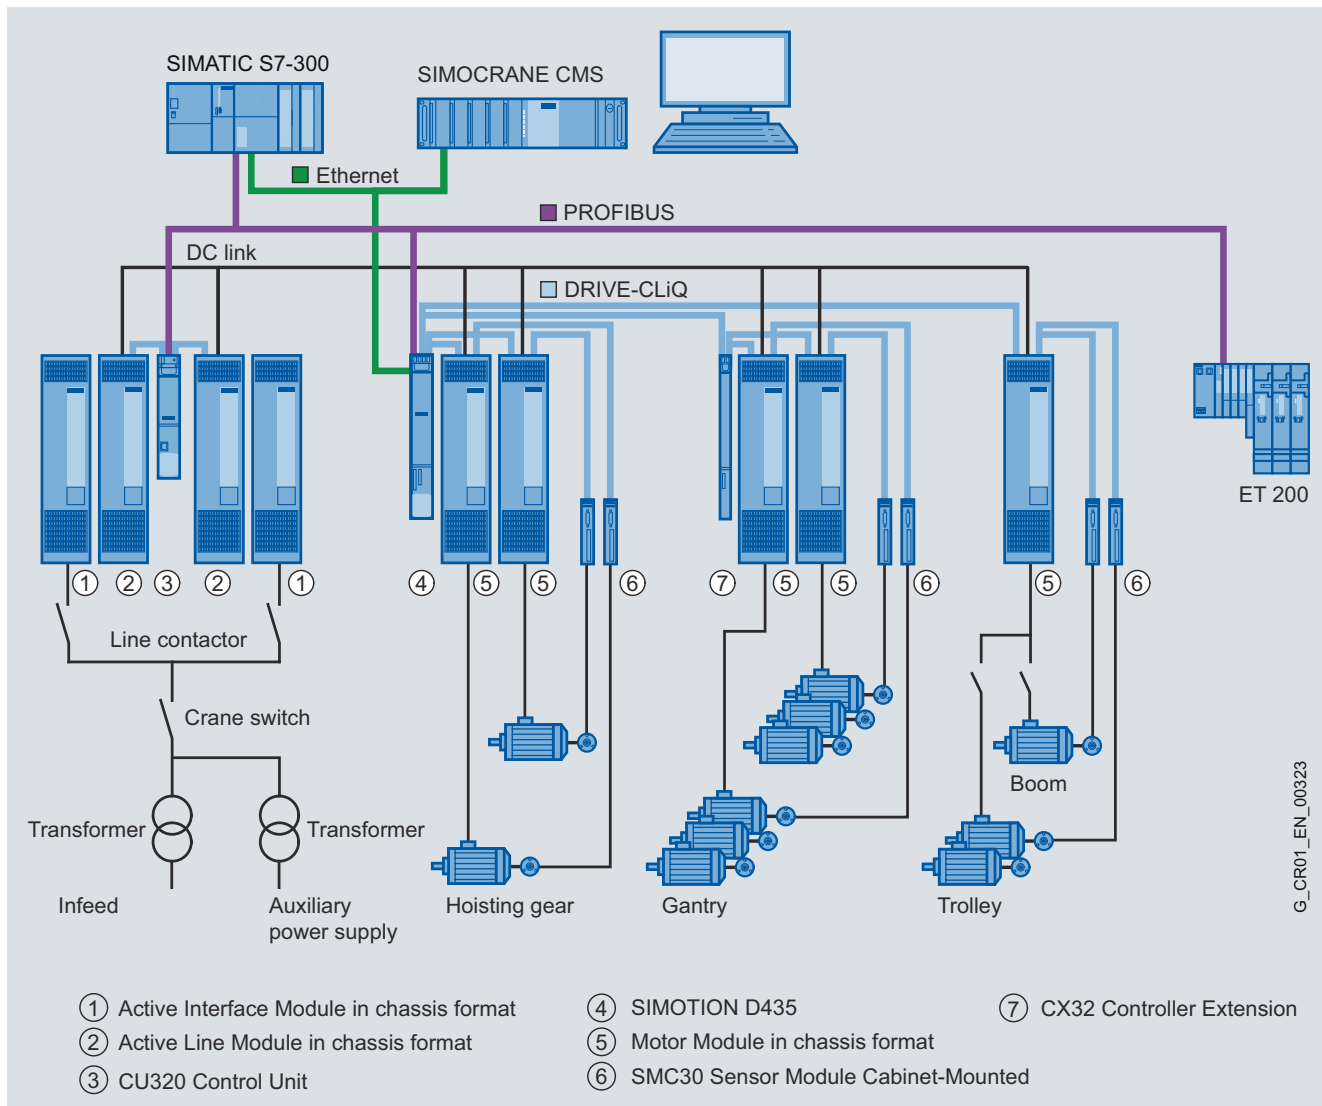 SIMATIC S7-300
SIMOCRANE CMS
Ethernet
PROFIBUS
DC link
DRIVE-CLiQ
ET 200
1 2 3 2 1 4 5 5 6 7 5 5 6 5 6
Line contactor
Crane switch
Boom
Transformer
Transformer
Infeed
Auxiliary
power supply
Hoisting gear
Gantry
Trolley
G_CR01_EN_00323
1 Active Interface Module in chassis format
2 Active Line Module in chassis format
3 CU320 Control Unit
4 SIMOTION D435
5 Motor Module in chassis format
6 SMC30 Sensor Module Cabinet-Mounted
7 CX32 Controller Extension